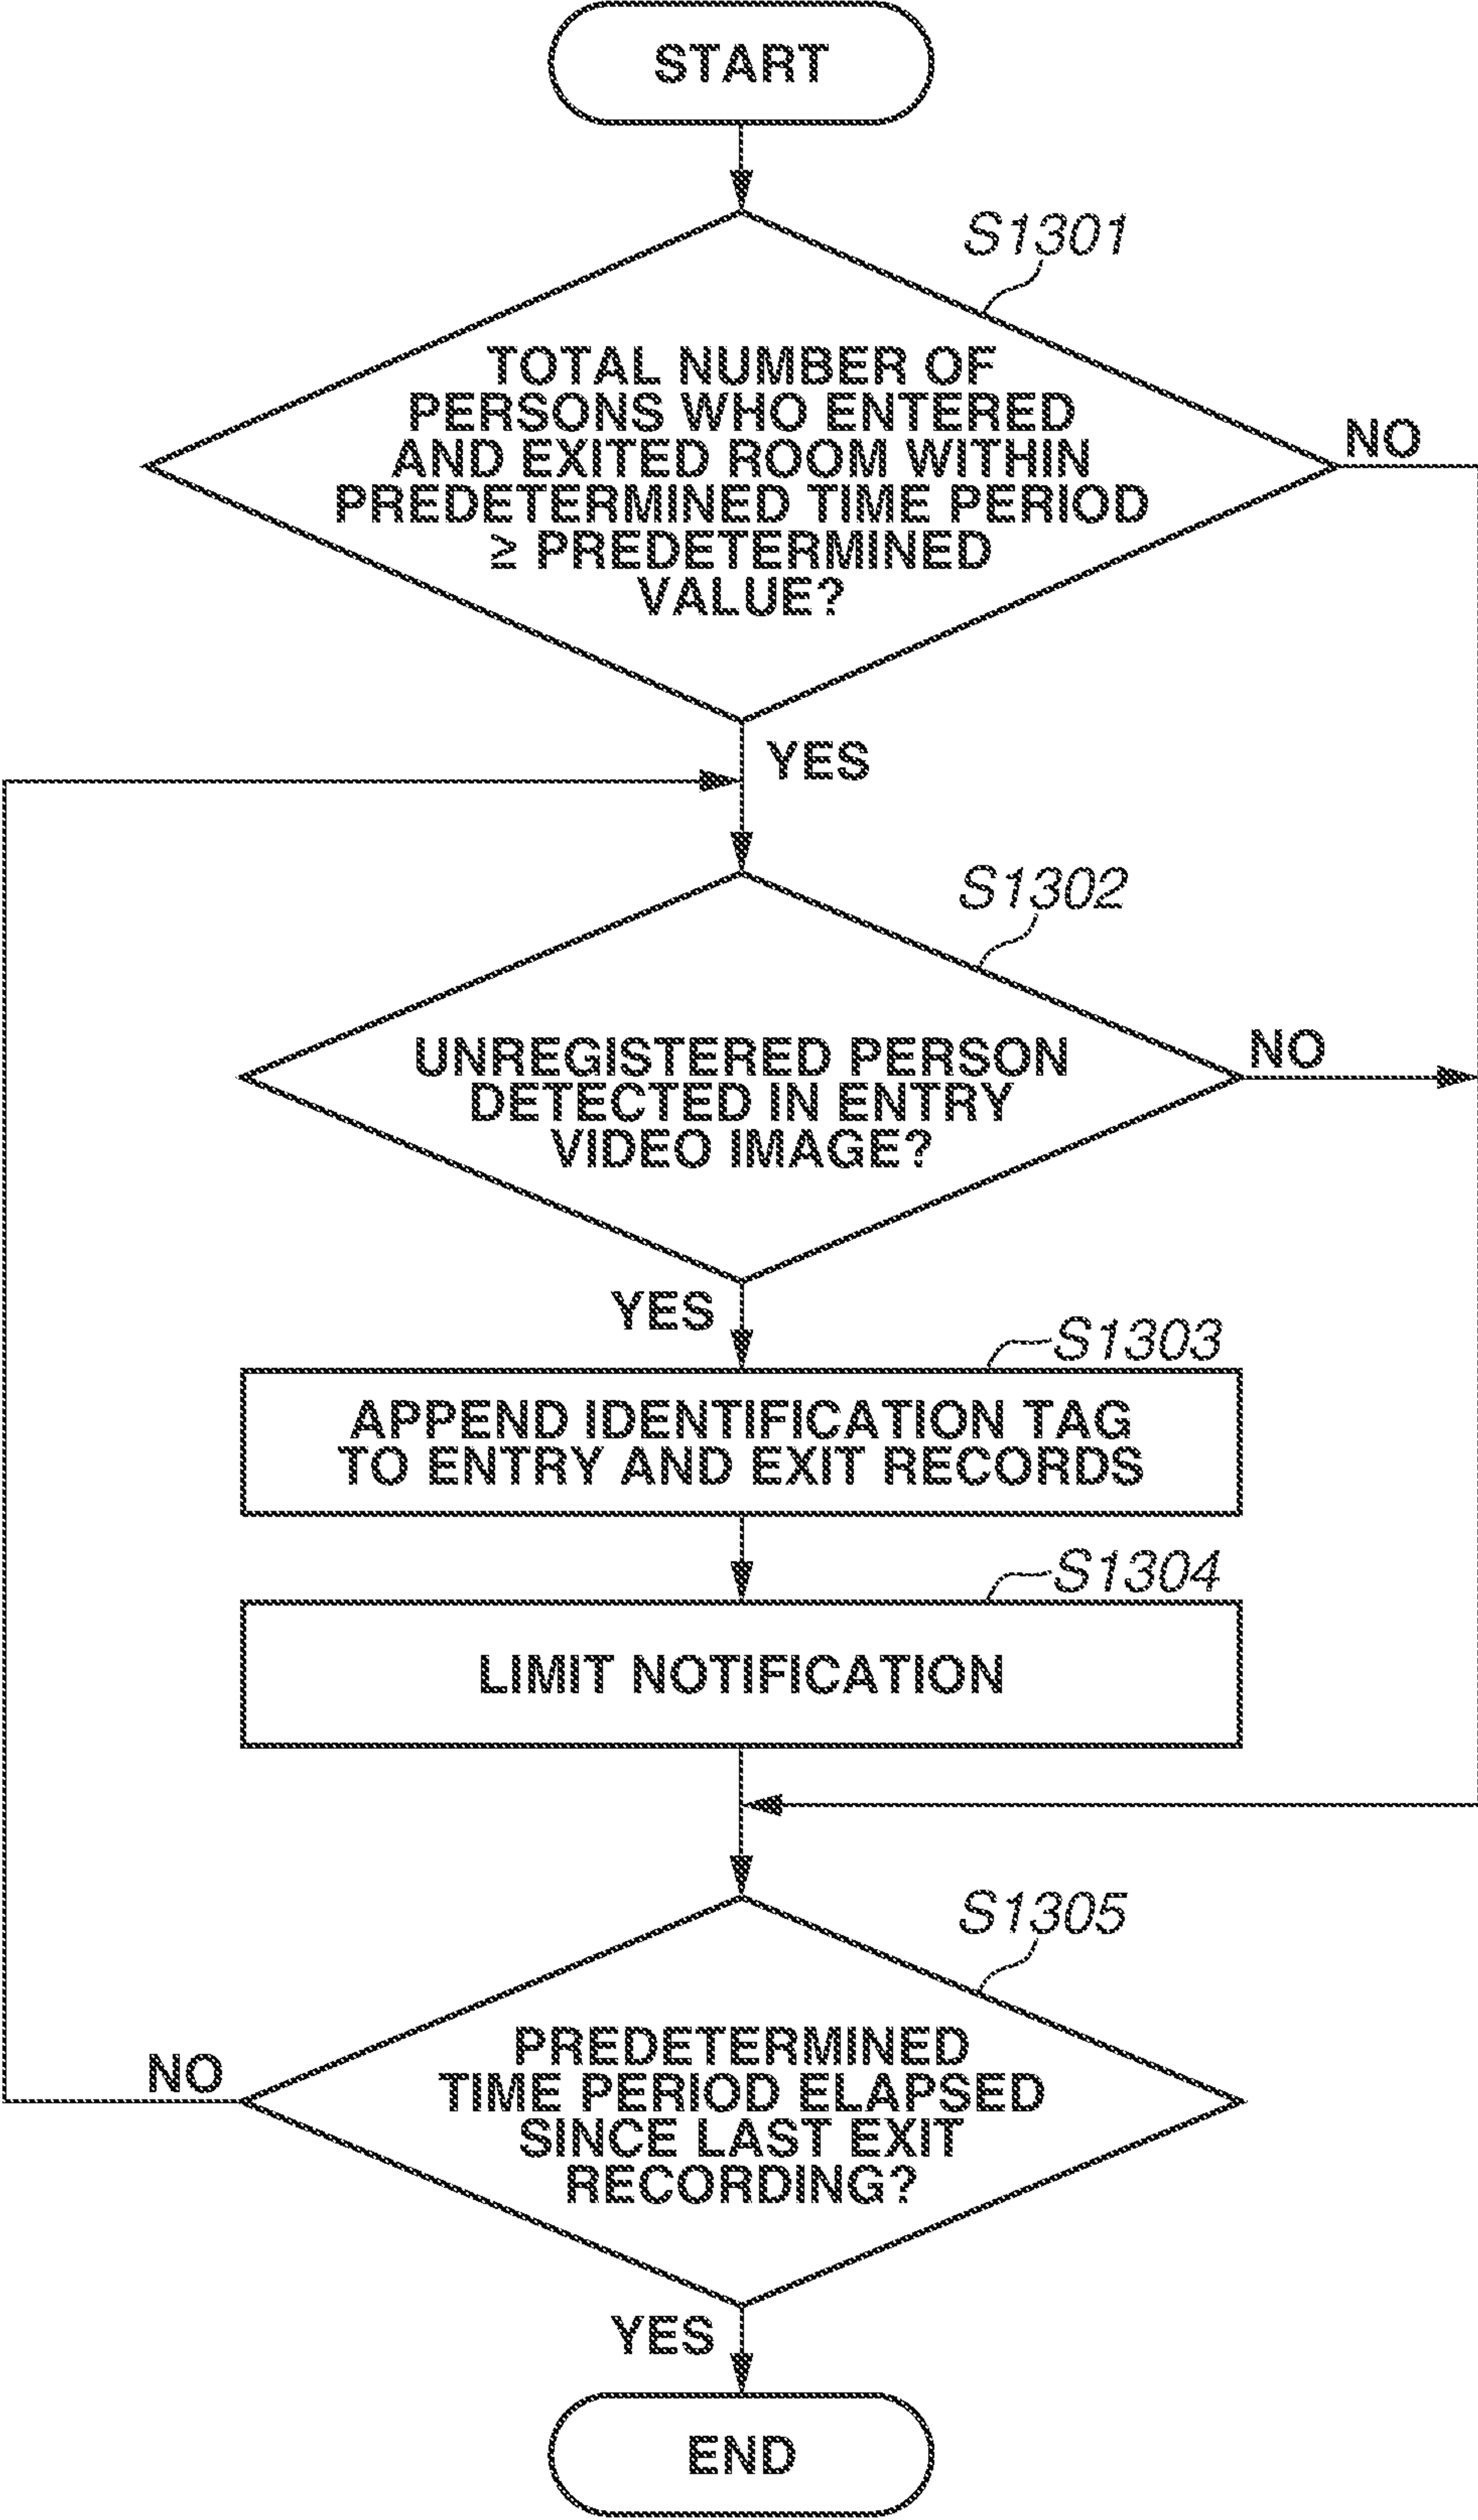 START
S1301
TOTAL NUMBER OF
PERSONS WHO ENTERED
AND EXITED ROOM WITHIN
PREDETERMINED TIME PERIOD
≥ PREDETERMINED
VALUE?
NO
YES
S1302
UNREGISTERED PERSON
DETECTED IN ENTRY
VIDEO IMAGE?
NO
YES
S1303
APPEND IDENTIFICATION TAG
TO ENTRY AND EXIT RECORDS
S1304
LIMIT NOTIFICATION
S1305
PREDETERMINED
TIME PERIOD ELAPSED
SINCE LAST EXIT
RECORDING?
NO
YES
END